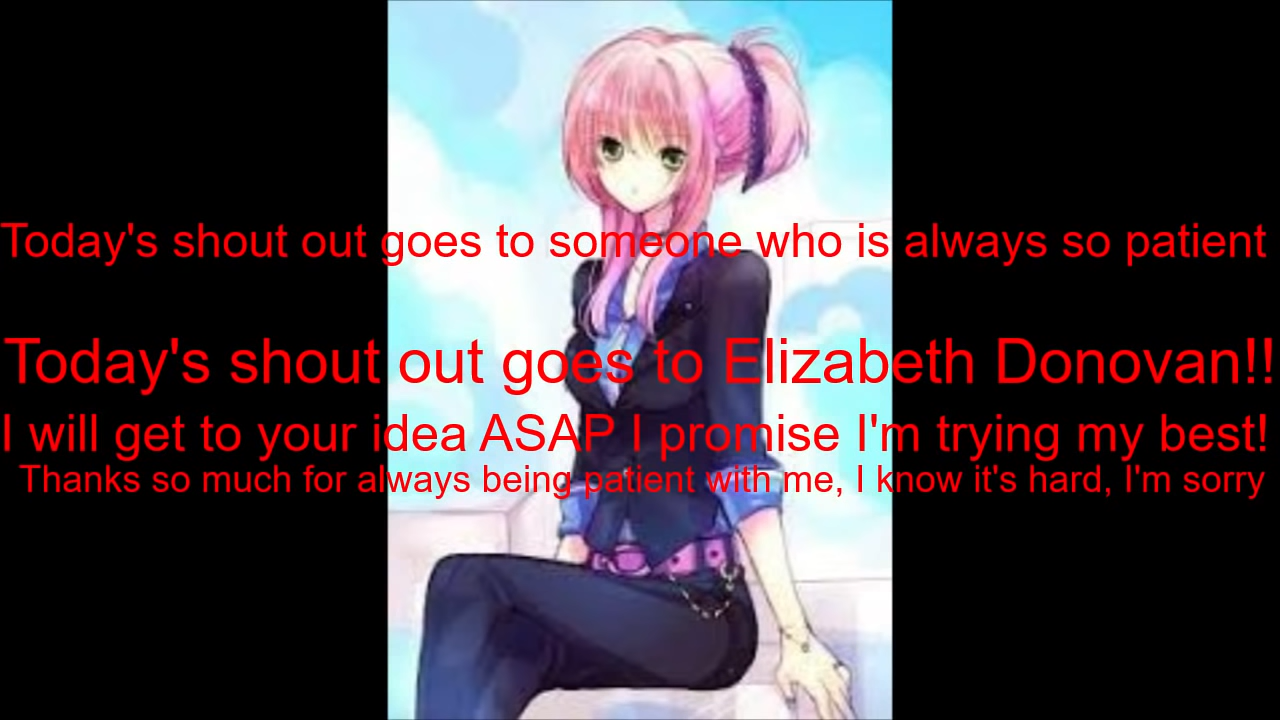 Today's shout out goes to someone who is always so patient
Today's shout out goes to Elizabeth Donovan!!
I will get to your idea ASAP I promise I'm trying my best!
Thanks so much for always being patient with me, I know it's hard, I'm sorry